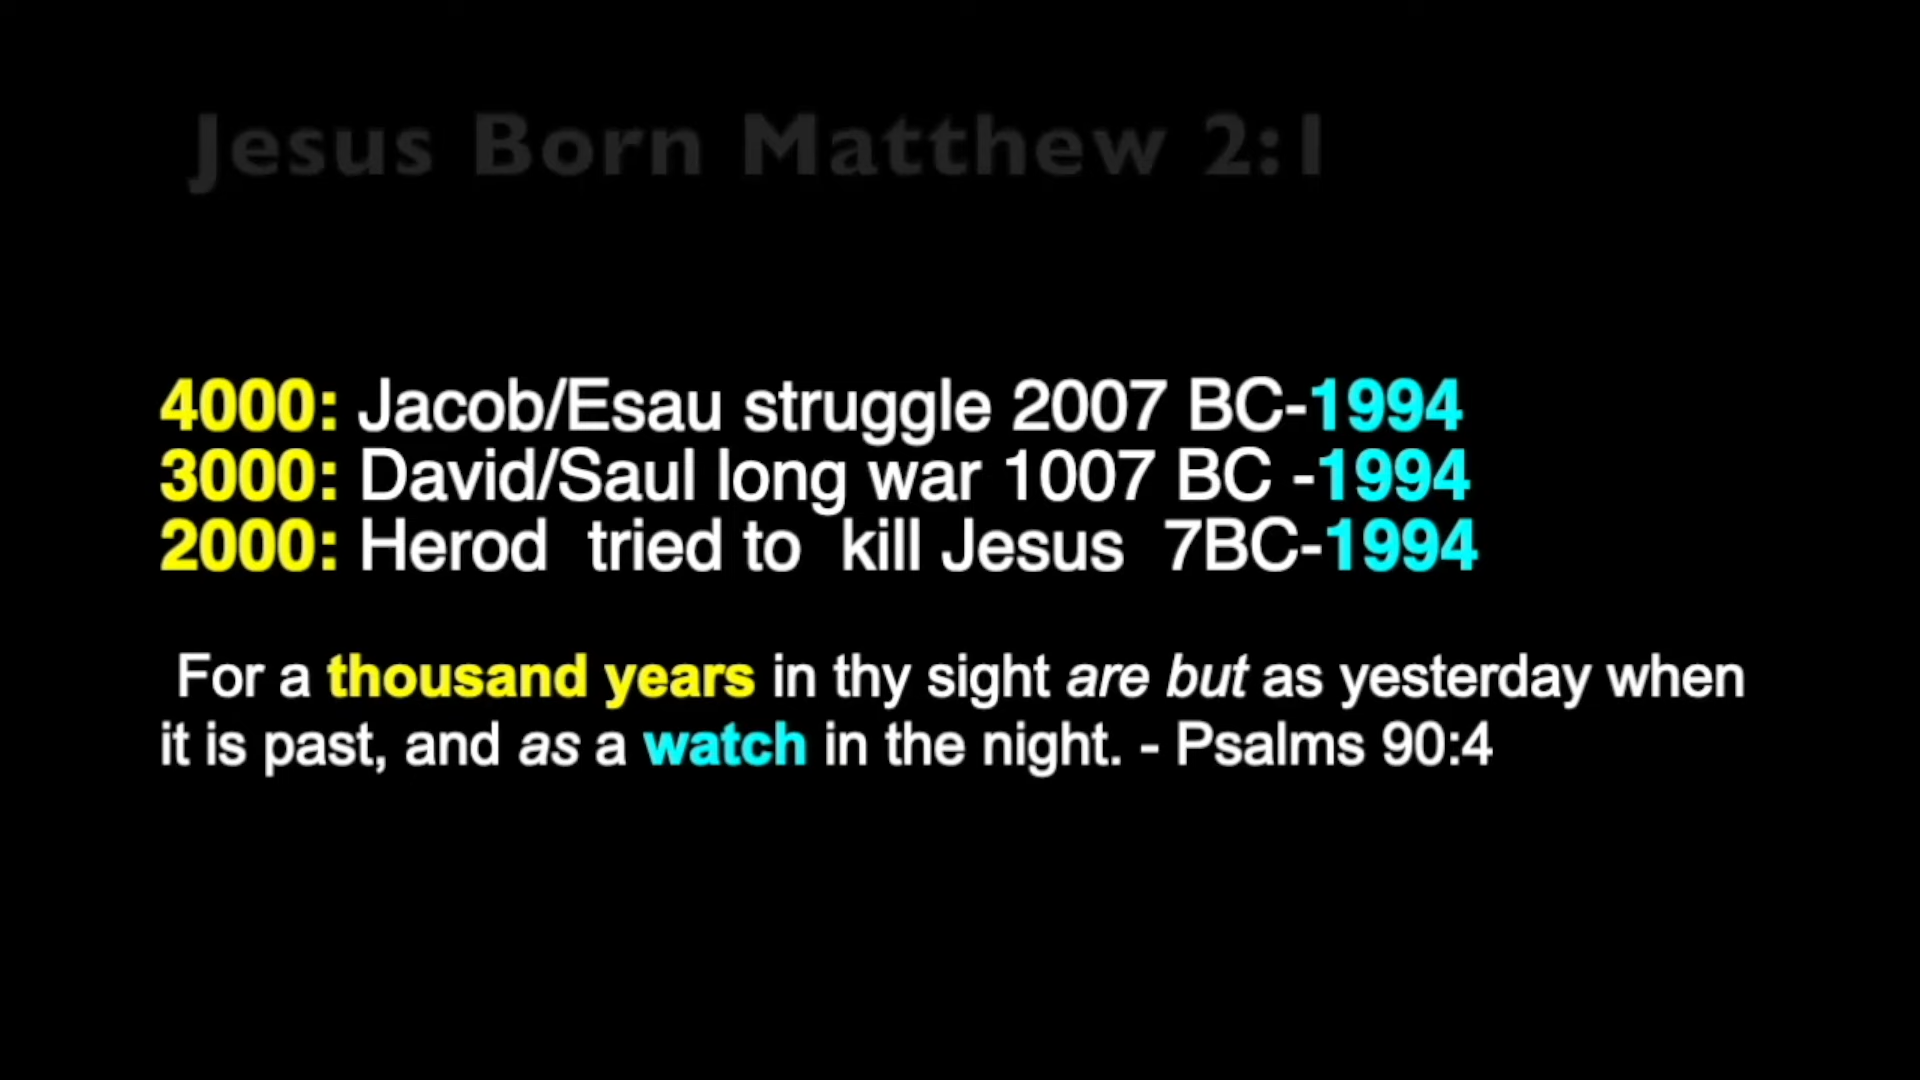 Jesus Born Matthew 2:1
4000: Jacob/Esau struggle 2007 BC-1994
3000: David/Saul long war 1007 BC -1994
2000: Herod tried to kill Jesus 7BC-1994
For a thousand years in thy sight are but as yesterday when
it is past, and as a watch in the night. - Psalms 90:4